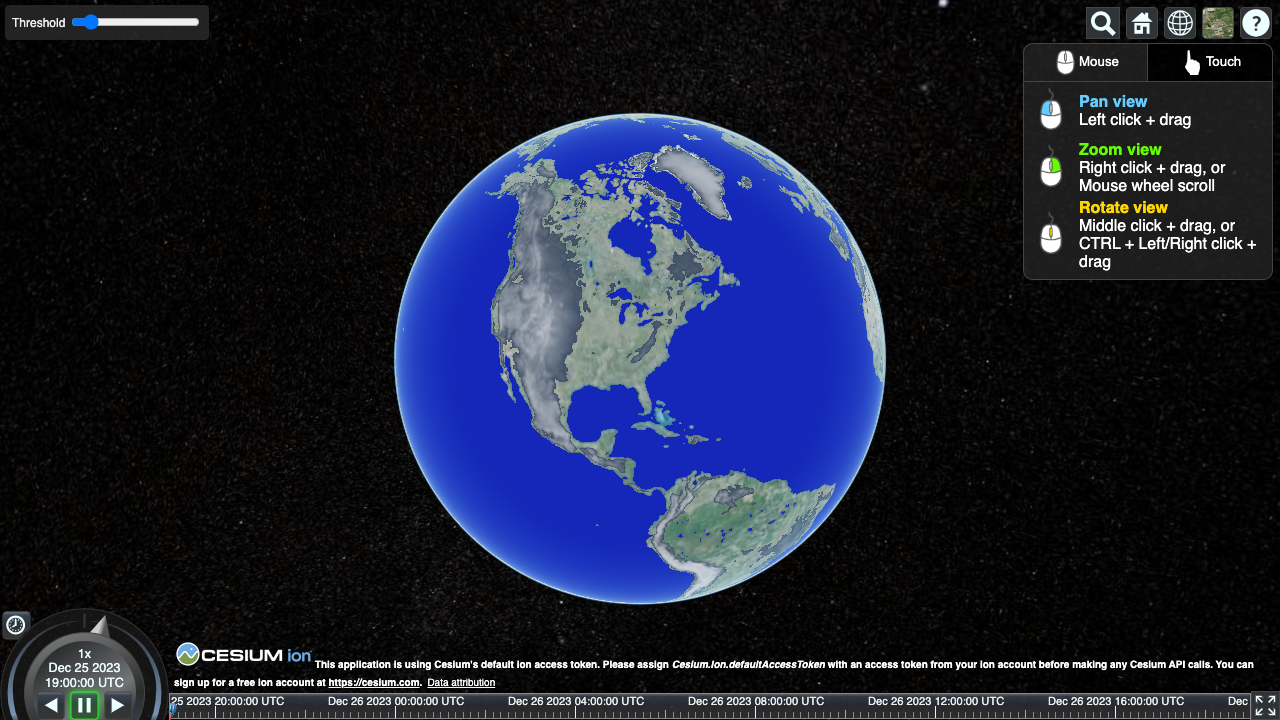 Threshold
?
Mouse
Touch
Pan view
Left click + drag
Zoom view
Right click + drag, or
Mouse wheel scroll
Rotate view
Middle click + drag, or
CTRL + Left/Right click +
drag
1x
Dec 25 2023
19:00:00 UTC
CESIUM ion
This application is using Cesium's default ion access token. Please assign Cesium.Ion.defaultAccessToken with an access token from your ion account before making any Cesium API calls. You can
sign up for a free ion account at https://cesium.com. Data attribution
25 2023 20:00:00 UTC Dec 26 2023 00:00:00 UTC Dec 26 2023 04:00:00 UTC Dec 26 2023 08:00:00 UTC Dec 26 2023 12:00:00 UTC Dec 26 2023 16:00:00 UTC Dec